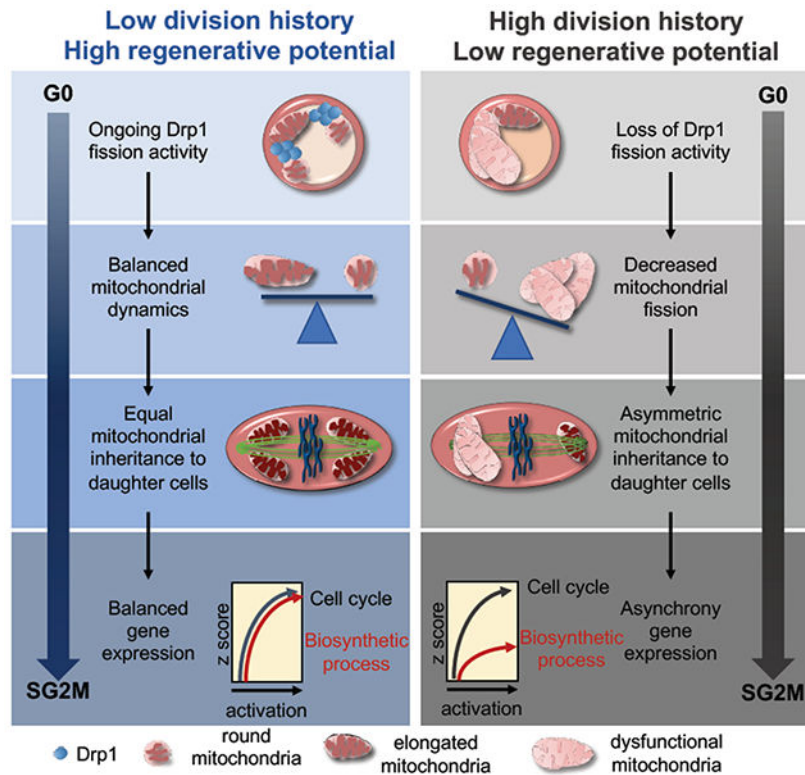 Low division history
High regenerative potential
G0
Ongoing Drp1
fission activity
Balanced
mitochondrial
dynamics
Equal
mitochondrial
inheritance to
daughter cells
Balanced
gene
expression
z score
Cell cycle
Biosynthetic
process
activation
SG2M
High division history
Low regenerative potential
G0
Loss of Drp1
fission activity
Decreased
mitochondrial
fission
Asymmetric
mitochondrial
inheritance to
daughter cells
z score
Cell cycle
Biosynthetic
process
activation
Asynchrony
gene
expression
SG2M
Drp1
round
mitochondria
elongated
mitochondria
dysfunctional
mitochondria